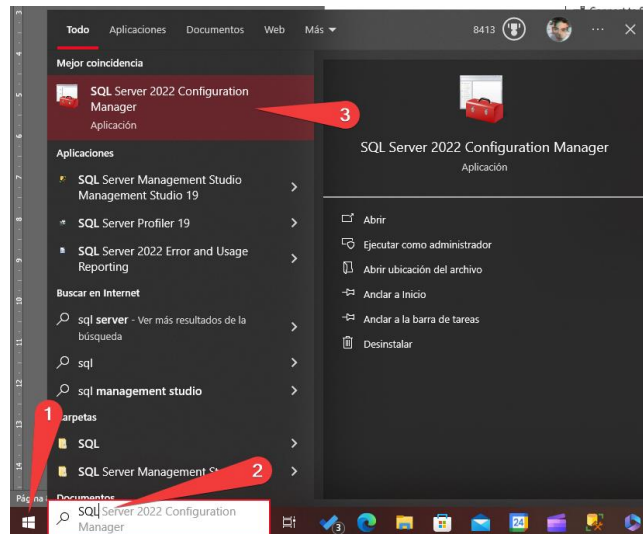 Todo Aplicaciones Documentos Web Más 8413
Mejor coincidencia
SQL Server 2022 Configuration
Manager
Aplicación
3
Aplicaciones
SQL Server Management Studio
Management Studio 19
SQL Server Profiler 19
SQL Server 2022 Error and Usage
Reporting
Buscar en Internet
sql server - Ver más resultados de la
búsqueda
sql
sql management studio
1
arpetas
SQL
SQL Server Management
2
Documentos
SQL Server 2022 Configuration
Manager
SQL Server 2022 Configuration Manager
Aplicación
Abrir
Ejecutar como administrador
Abrir ubicación del archivo
Anclar a Inicio
Anclar a la barra de tareas
Desinstalar
Página
3
24